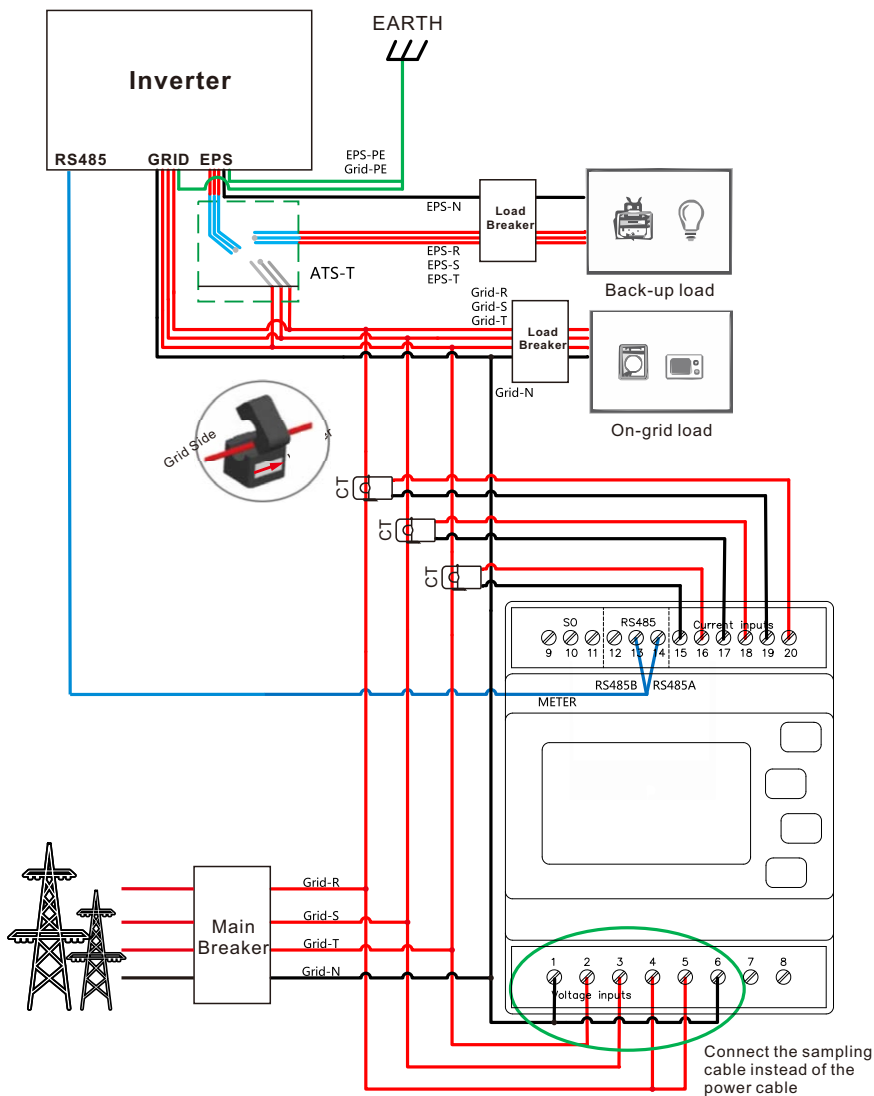 EARTH
Inverter
RS485
GRID
EPS
EPS-PE
Grid-PE
EPS-N
Load
Breaker
EPS-R
EPS-S
EPS-T
ATS-T
Back-up load
Grid-R
Grid-S
Grid-T
Load
Breaker
Grid-N
On-grid load
Grid Side
CT
CT
CT
SO
RS485
Current inputs
9 10 11 12 13 14 15 16 17 18 19 20
RS485B
RS485A
METER
Main
Breaker
Grid-R
Grid-S
Grid-T
Grid-N
1 2 3 4 5 6 7 8
Voltage inputs
Connect the sampling
cable instead of the
power cable